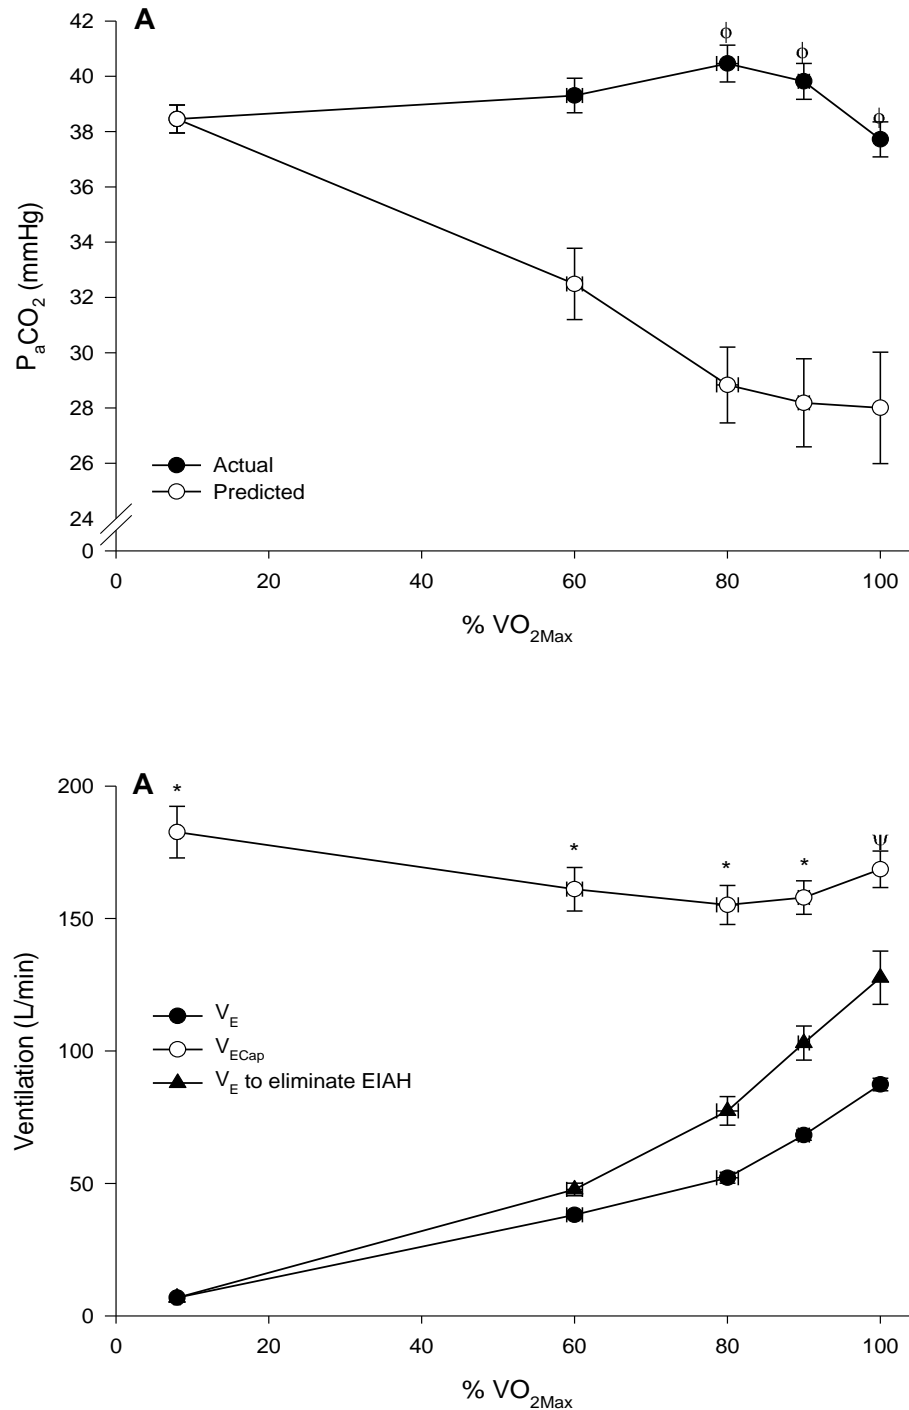 A
42
40
38
36
34
32
30
28
26
24
0
PaCO2 (mmHg)
φ
φ
φ
Actual
Predicted
0 20 40 60 80 100
% VO2Max
A
200
150
100
50
0
Ventilation (L/min)
*
*
*
*
ψ
VE
VECap
VE to eliminate EIAH
0 20 40 60 80 100
% VO2Max